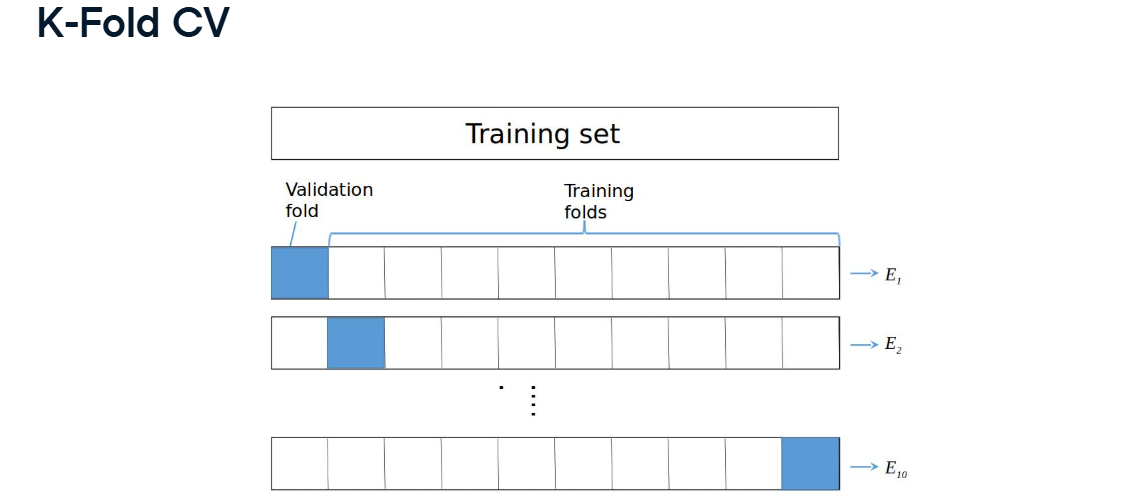 K-Fold CV
Training set
Validation
fold
Training
folds
E1
E2
E10